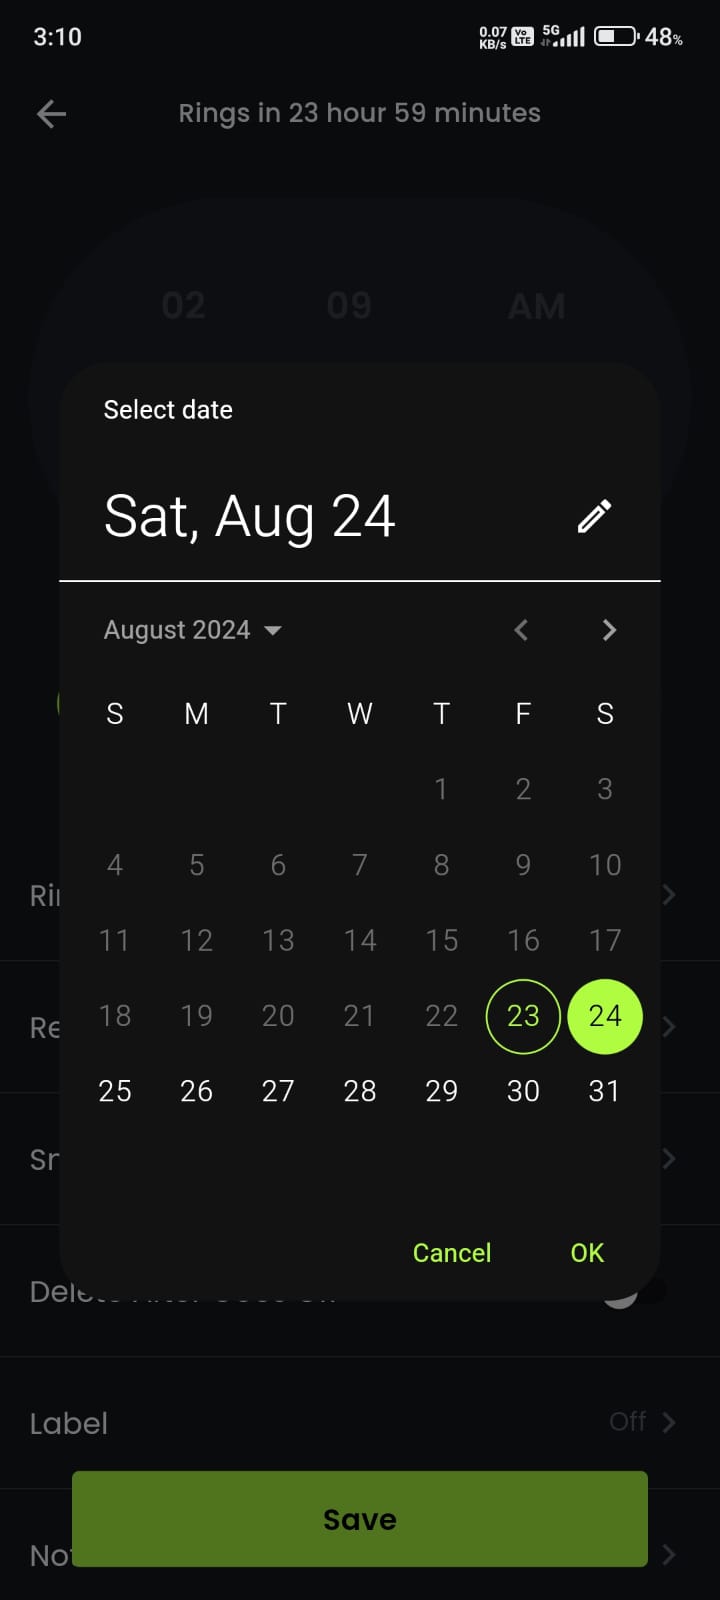 3:10 0.07 KB/s Vo LTE 5G 48%
Rings in 23 hour 59 minutes
02 09 AM
Select date
Sat, Aug 24
August 2024
S M T W T F S
1 2 3
4 5 6 7 8 9 10
11 12 13 14 15 16 17
18 19 20 21 22 23 24
25 26 27 28 29 30 31
Cancel OK
Label Off
Save